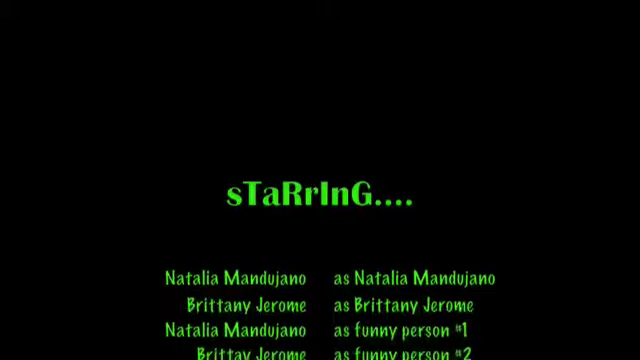 sTaRrInG....
Natalia Mandujano as Natalia Mandujano
Brittany Jerome as Brittany Jerome
Natalia Mandujano as funny person #1
Brittay Jerome as funny person #2